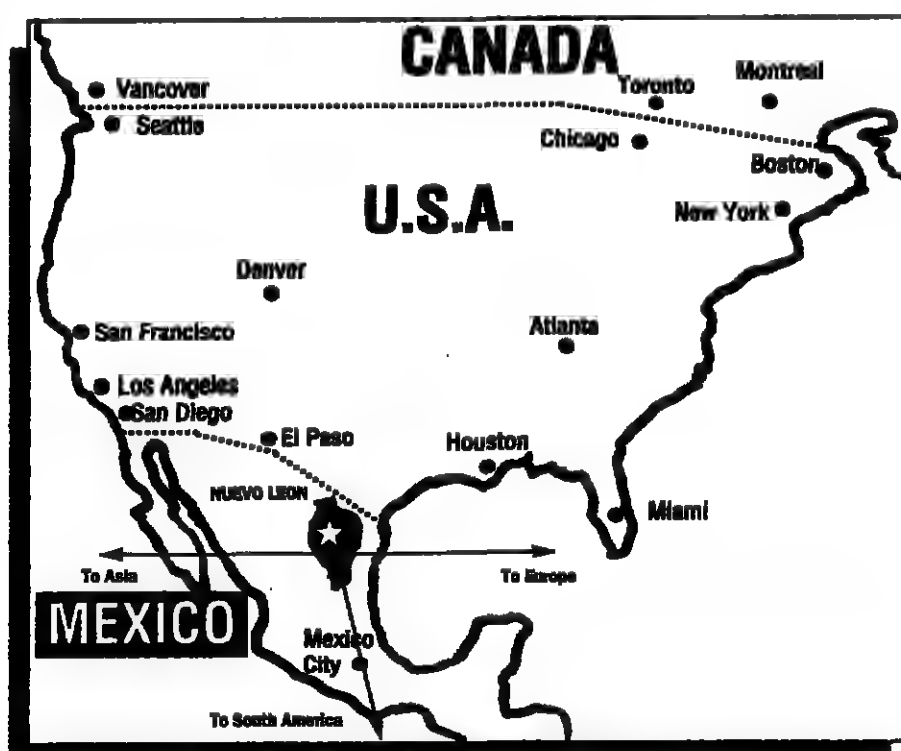 CANADA
Vancover
Toronto
Montreal
Seattle
Chicago
Boston
U.S.A.
New York
Denver
San Francisco
Atlanta
Los Angeles
San Diego
El Paso
Houston
NUEVO LEON
Miami
To Asia
To Europe
MEXICO
Mexico
City
To South America